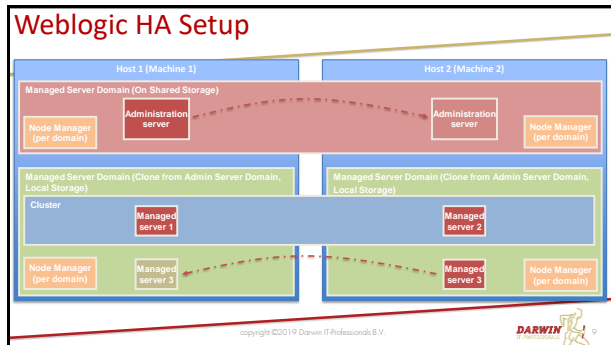 Weblogic HA Setup
Host 1 (Machine 1)
Host 2 (Machine 2)
Managed Server Domain (On Shared Storage)
Administration
server
Administration
server
Node Manager
(per domain)
Node Manager
(per domain)
Managed Server Domain (Clone from Admin Server Domain,
Local Storage)
Managed Server Domain (Clone from Admin Server Domain,
Local Storage)
Cluster
Managed
server 1
Managed
server 2
Node Manager
(per domain)
Managed
server 3
Managed
server 3
Node Manager
(per domain)
copyright ©2019 Darwin IT-Professionals B.V.
DARWIN
IT-PROFESSIONALS
9